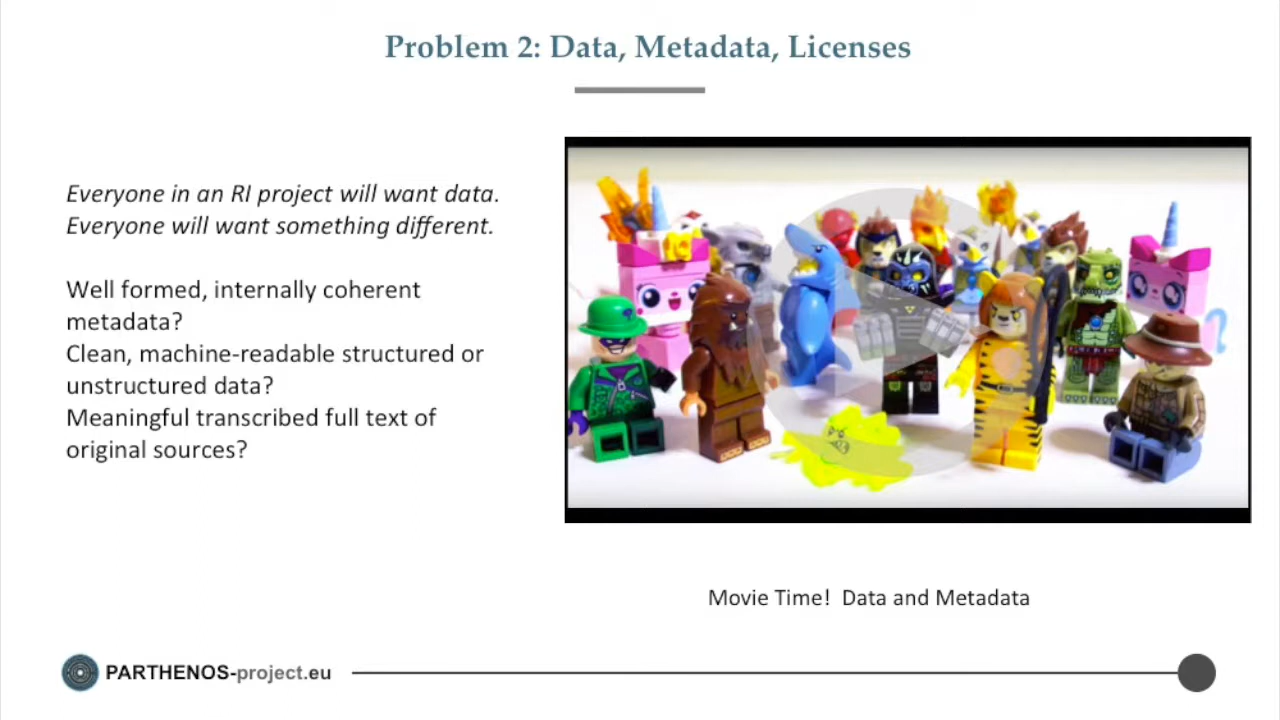 Problem 2: Data, Metadata, Licenses
Everyone in an RI project will want data.
Everyone will want something different.
Well formed, internally coherent
metadata?
Clean, machine-readable structured or
unstructured data?
Meaningful transcribed full text of
original sources?
Movie Time!  Data and Metadata
PARTHENOS-project.eu